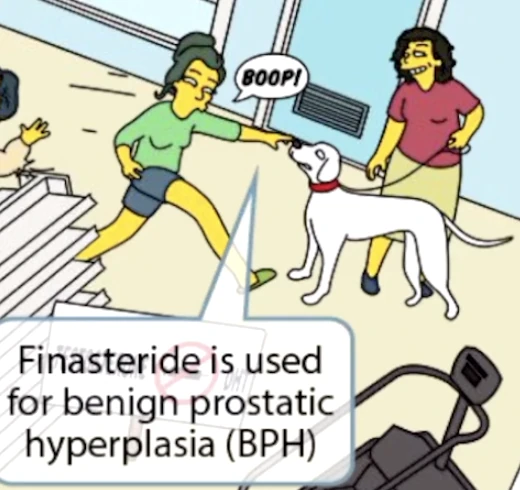 BOOP!
Finasteride is used
for benign prostatic
hyperplasia (BPH)